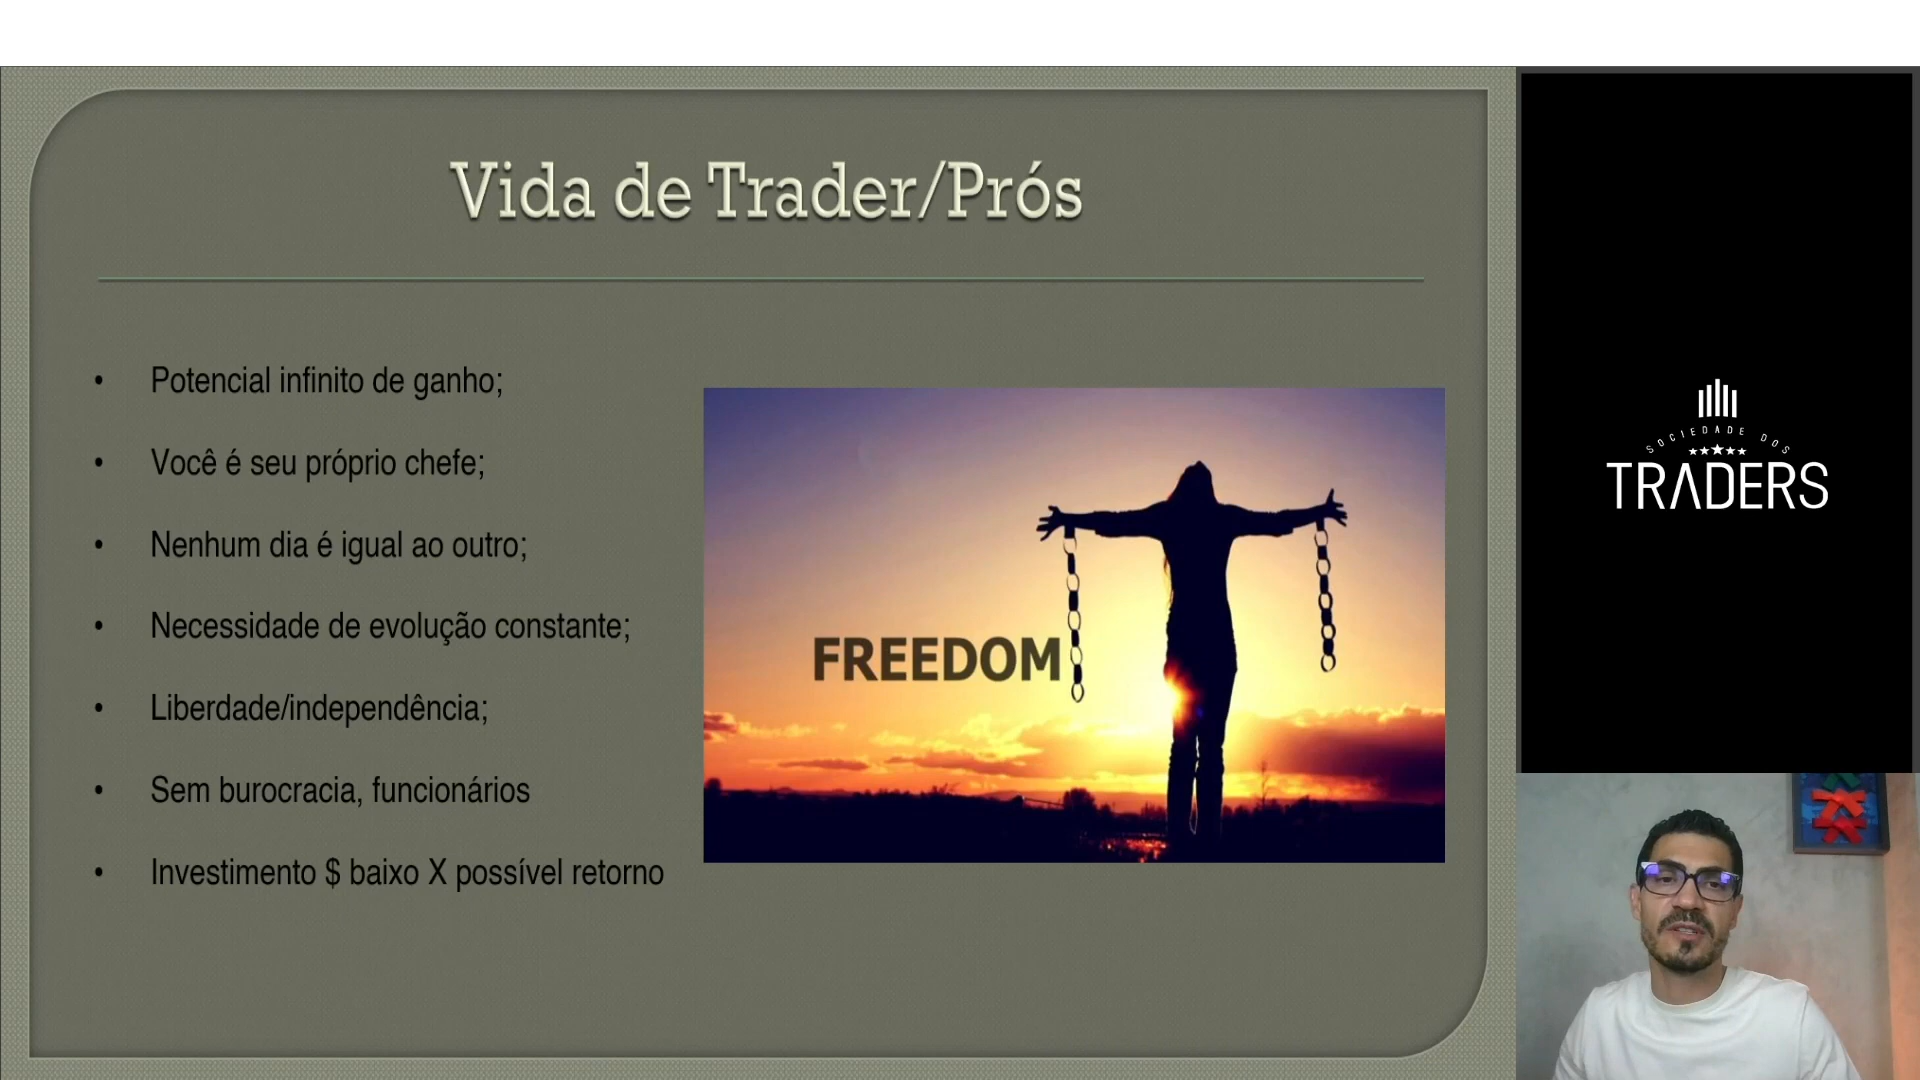 Vida de Trader/Prós
• Potencial infinito de ganho;
• Você é seu próprio chefe;
• Nenhum dia é igual ao outro;
• Necessidade de evolução constante;
• Liberdade/independência;
• Sem burocracia, funcionários
• Investimento $ baixo X possível retorno
FREEDOM
SOCIEDADE DOS
TRADERS